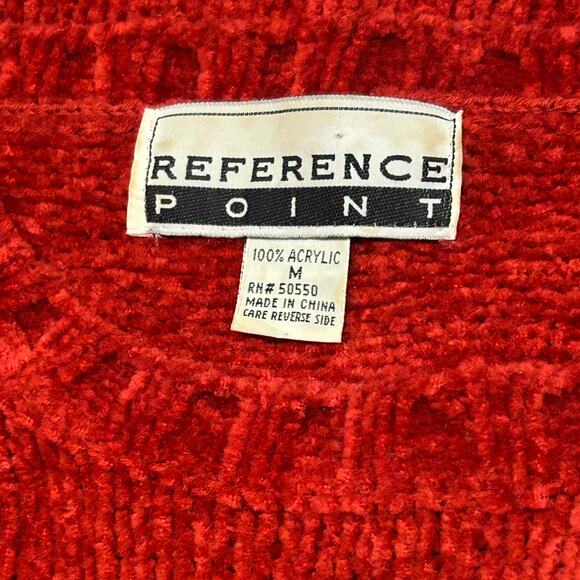 REFERENCE
POINT
100% ACRYLIC
M
RN# 50550
MADE IN CHINA
CARE REVERSE SIDE